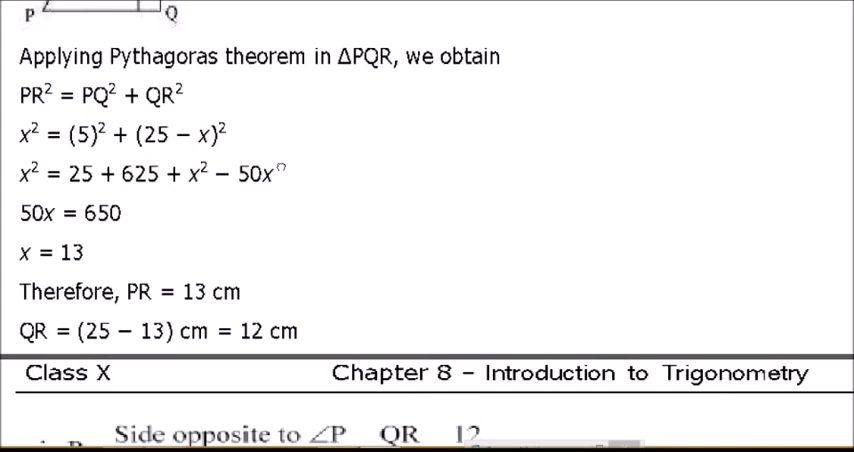 P Q
Applying Pythagoras theorem in ΔPQR, we obtain
PR² = PQ² + QR²
x² = (5)² + (25 − x)²
x² = 25 + 625 + x² − 50x
50x = 650
x = 13
Therefore, PR = 13 cm
QR = (25 − 13) cm = 12 cm
Class X Chapter 8 – Introduction to Trigonometry
Side opposite to ∠P QR 12